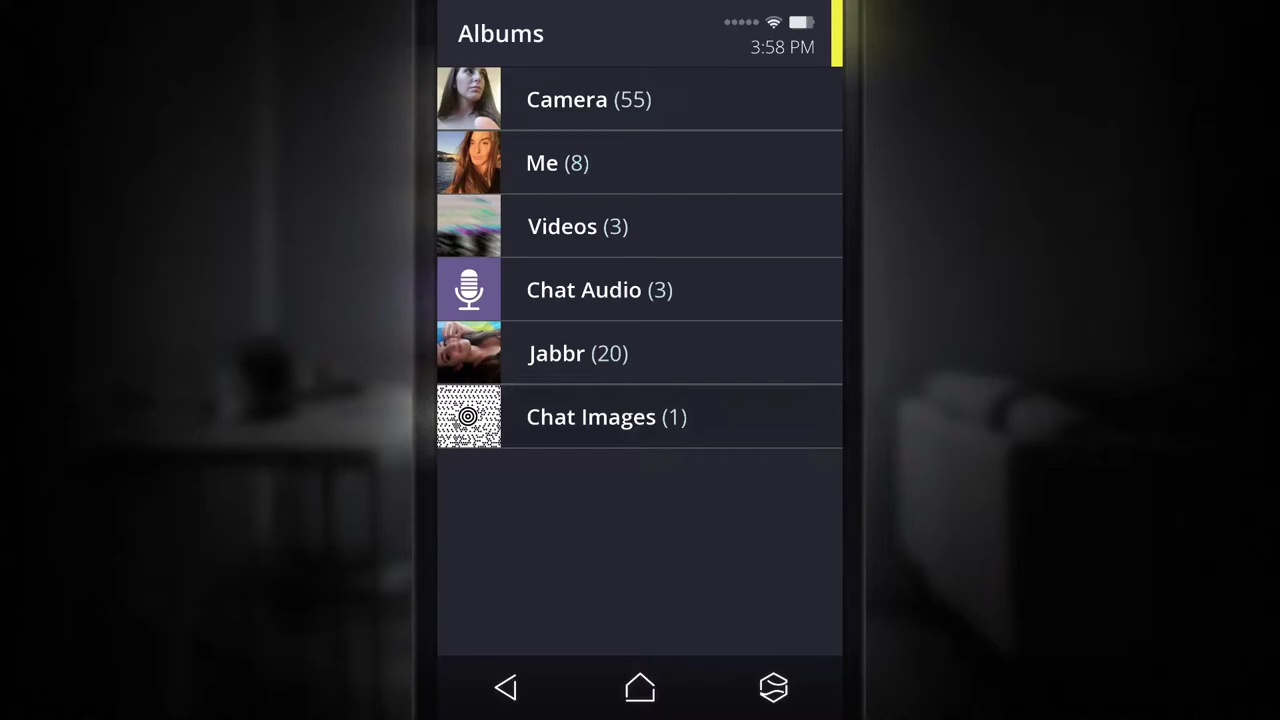 Albums
3:58 PM
Camera (55)
Me (8)
Videos (3)
Chat Audio (3)
Jabbr (20)
Chat Images (1)